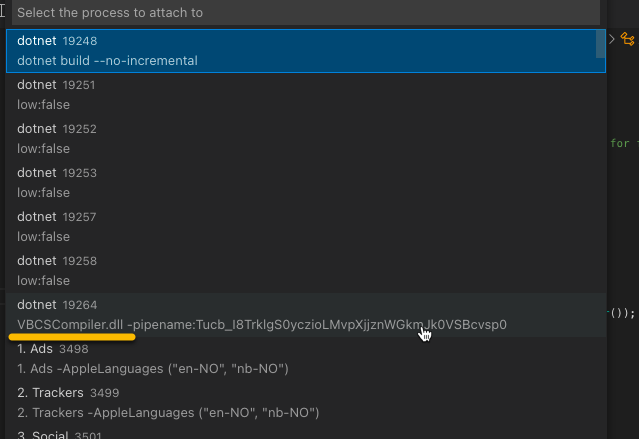 Select the process to attach to
dotnet 19248
dotnet build --no-incremental
dotnet 19251
low:false
dotnet 19252
low:false
for
dotnet 19253
low:false
dotnet 19257
low:false
dotnet 19258
low:false
dotnet 19264
());
VBCSCompiler.dll -pipename:Tucb_I8TrkIgS0yczioLMvpXjjznWGkmJk0VSBcvsp0
1. Ads 3498
1. Ads -AppleLanguages ("en-NO", "nb-NO")
2. Trackers 3499
2. Trackers -AppleLanguages ("en-NO", "nb-NO")
3. Social 3501